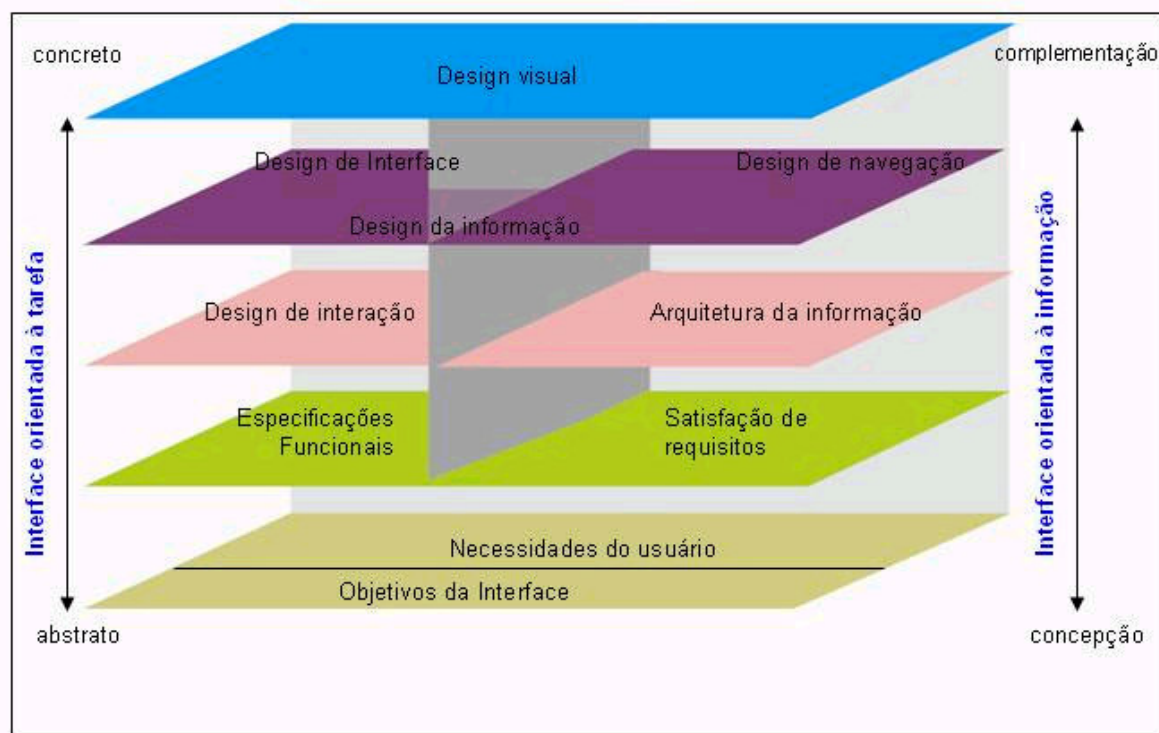 concreto
complementação
Design visual
Design de Interface
Design de navegação
Design da informação
Interface orientada à tarefa
Interface orientada à informação
Design de interação
Arquitetura da informação
Especificações
Funcionais
Satisfação de
requisitos
Necessidades do usuário
Objetivos da Interface
abstrato
concepção